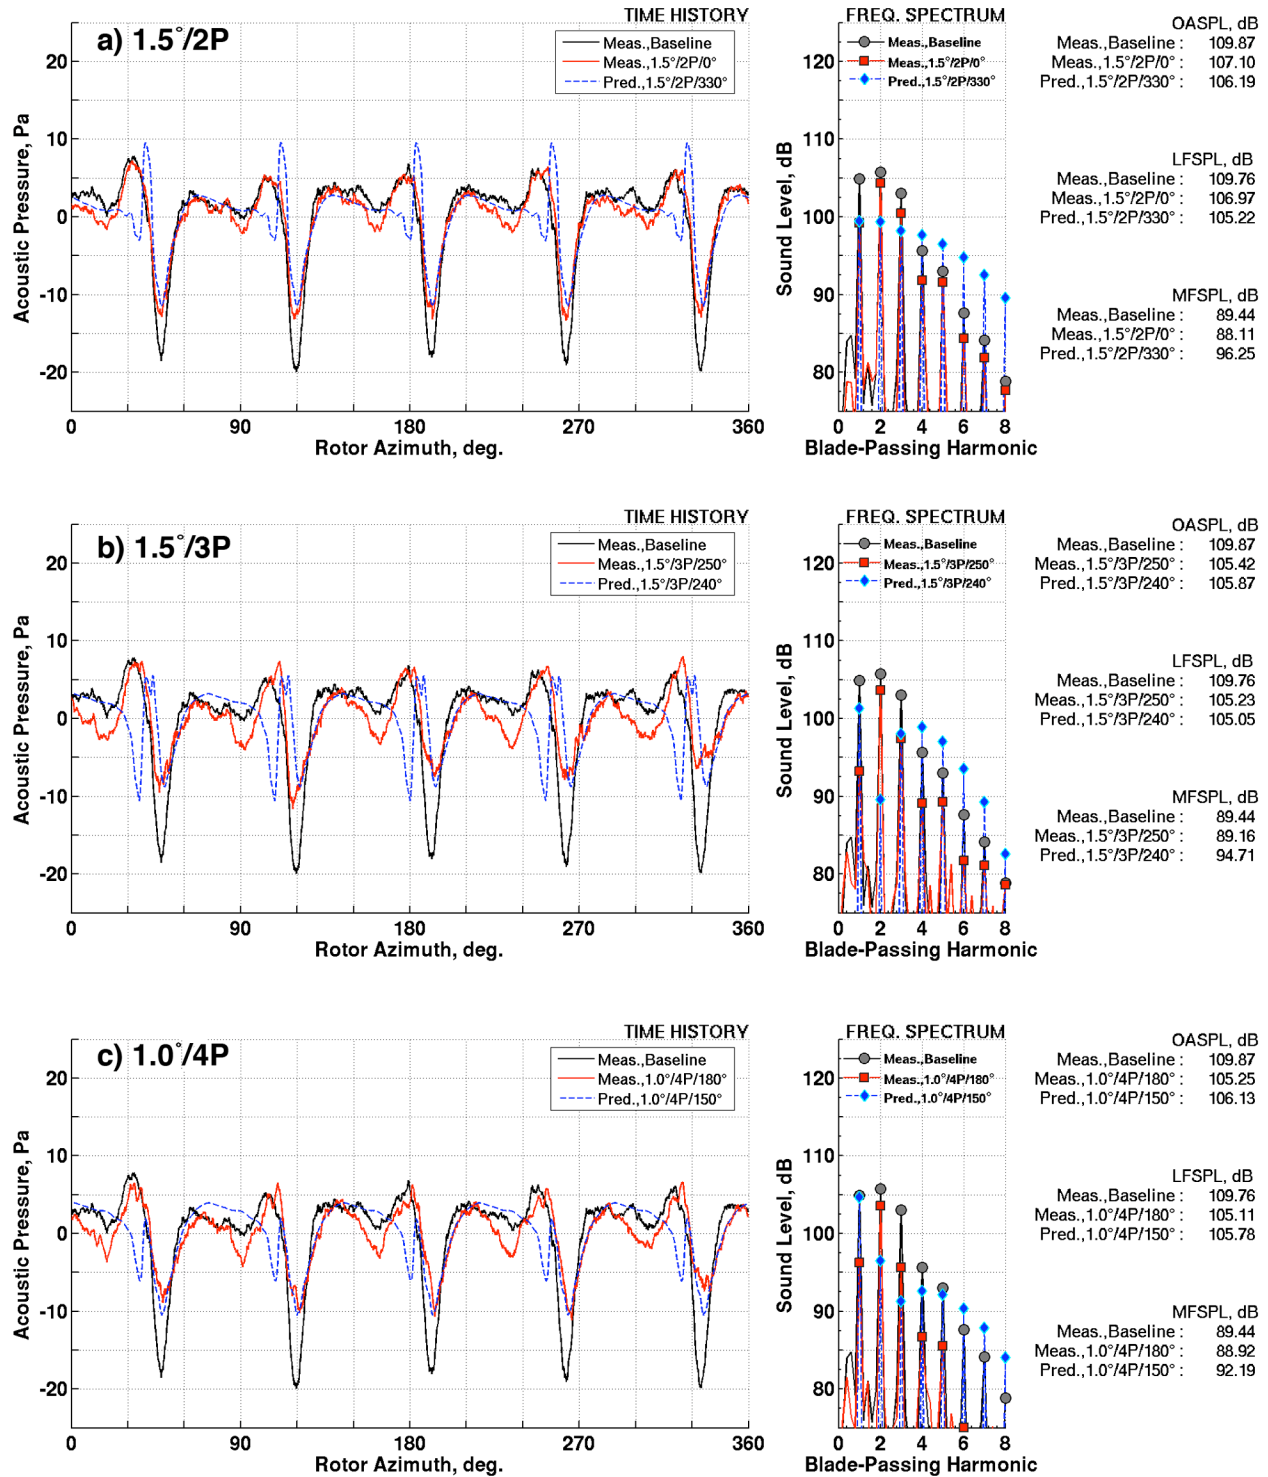 TIME HISTORY
a) 1.5°/2P
Meas.,Baseline
Meas.,1.5°/2P/0°
Pred.,1.5°/2P/330°
Acoustic Pressure, Pa
20
10
0
-10
-20
0 90 180 270 360
Rotor Azimuth, deg.
FREQ. SPECTRUM
Meas.,Baseline
Meas.,1.5°/2P/0°
Pred.,1.5°/2P/330°
Sound Level, dB
120
110
100
90
80
0 2 4 6 8
Blade-Passing Harmonic
OASPL, dB
Meas.,Baseline : 109.87
Meas.,1.5°/2P/0° : 107.10
Pred.,1.5°/2P/330° : 106.19
LFSPL, dB
Meas.,Baseline : 109.76
Meas.,1.5°/2P/0° : 106.97
Pred.,1.5°/2P/330° : 105.22
MFSPL, dB
Meas.,Baseline : 89.44
Meas.,1.5°/2P/0° : 88.11
Pred.,1.5°/2P/330° : 96.25
TIME HISTORY
b) 1.5°/3P
Meas.,Baseline
Meas.,1.5°/3P/250°
Pred.,1.5°/3P/240°
Acoustic Pressure, Pa
20
10
0
-10
-20
0 90 180 270 360
Rotor Azimuth, deg.
FREQ. SPECTRUM
Meas.,Baseline
Meas.,1.5°/3P/250°
Pred.,1.5°/3P/240°
Sound Level, dB
120
110
100
90
80
0 2 4 6 8
Blade-Passing Harmonic
OASPL, dB
Meas.,Baseline : 109.87
Meas.,1.5°/3P/250° : 105.42
Pred.,1.5°/3P/240° : 105.87
LFSPL, dB
Meas.,Baseline : 109.76
Meas.,1.5°/3P/250° : 105.23
Pred.,1.5°/3P/240° : 105.05
MFSPL, dB
Meas.,Baseline : 89.44
Meas.,1.5°/3P/250° : 89.16
Pred.,1.5°/3P/240° : 94.71
TIME HISTORY
c) 1.0°/4P
Meas.,Baseline
Meas.,1.0°/4P/180°
Pred.,1.0°/4P/150°
Acoustic Pressure, Pa
20
10
0
-10
-20
0 90 180 270 360
Rotor Azimuth, deg.
FREQ. SPECTRUM
Meas.,Baseline
Meas.,1.0°/4P/180°
Pred.,1.0°/4P/150°
Sound Level, dB
120
110
100
90
80
0 2 4 6 8
Blade-Passing Harmonic
OASPL, dB
Meas.,Baseline : 109.87
Meas.,1.0°/4P/180° : 105.25
Pred.,1.0°/4P/150° : 106.13
LFSPL, dB
Meas.,Baseline : 109.76
Meas.,1.0°/4P/180° : 105.11
Pred.,1.0°/4P/150° : 105.78
MFSPL, dB
Meas.,Baseline : 89.44
Meas.,1.0°/4P/180° : 88.92
Pred.,1.0°/4P/150° : 92.19